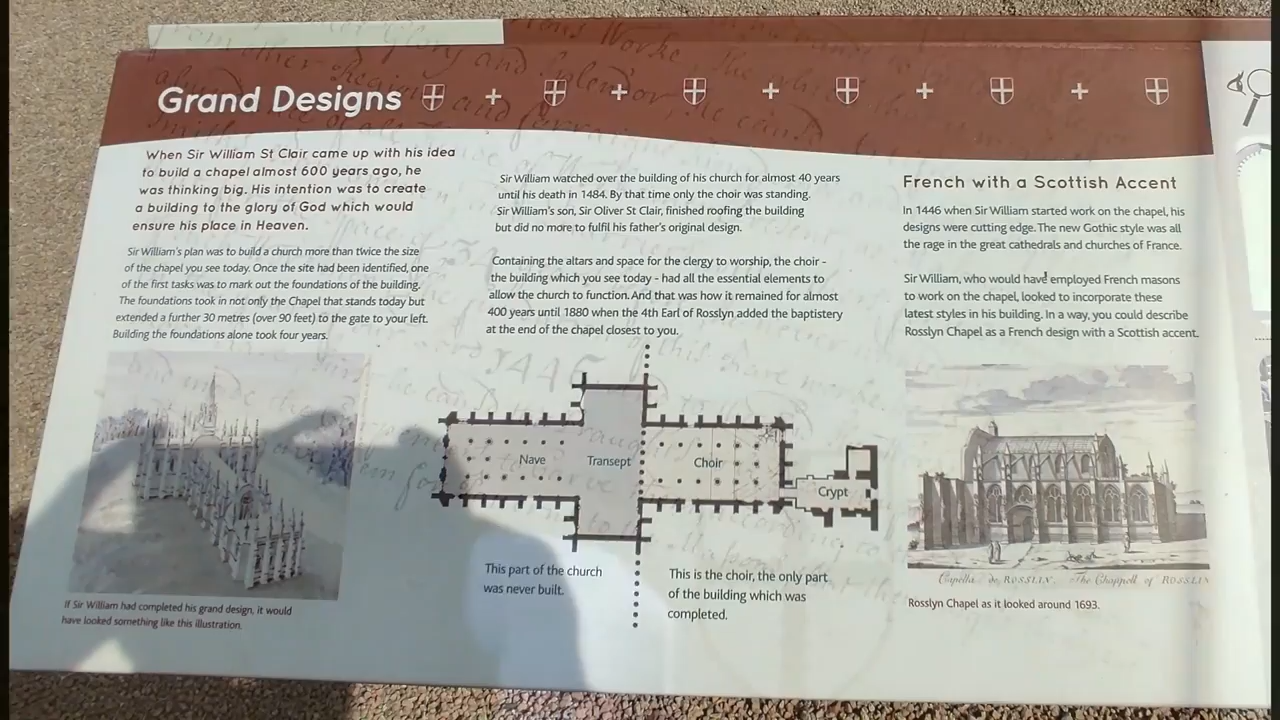 Grand Designs
When Sir William St Clair came up with his idea
to build a chapel almost 600 years ago, he
was thinking big. His intention was to create
a building to the glory of God which would
ensure his place in Heaven.
Sir William's plan was to build a church more than twice the size
of the chapel you see today. Once the site had been identified, one
of the first tasks was to mark out the foundations of the building.
The foundations took in not only the Chapel that stands today but
extended a further 30 metres (over 90 feet) to the gate to your left.
Building the foundations alone took four years.
If Sir William had completed his grand design, it would
have looked something like this illustration.
Sir William watched over the building of his church for almost 40 years
until his death in 1484. By that time only the choir was standing.
Sir William's son, Sir Oliver St Clair, finished roofing the building
but did no more to fulfil his father's original design.
Containing the altars and space for the clergy to worship, the choir -
the building which you see today - had all the essential elements to
allow the church to function. And that was how it remained for almost
400 years until 1880 when the 4th Earl of Rosslyn added the baptistery
at the end of the chapel closest to you.
Nave
Transept
Choir
Crypt
This part of the church
was never built.
This is the choir, the only part
of the building which was
completed.
French with a Scottish Accent
In 1446 when Sir William started work on the chapel, his
designs were cutting edge. The new Gothic style was all
the rage in the great cathedrals and churches of France.
Sir William, who would have employed French masons
to work on the chapel, looked to incorporate these
latest styles in his building. In a way, you could describe
Rosslyn Chapel as a French design with a Scottish accent.
Capella de ROSSLIN. The Chappell of ROSSLIN
Rosslyn Chapel as it looked around 1693.